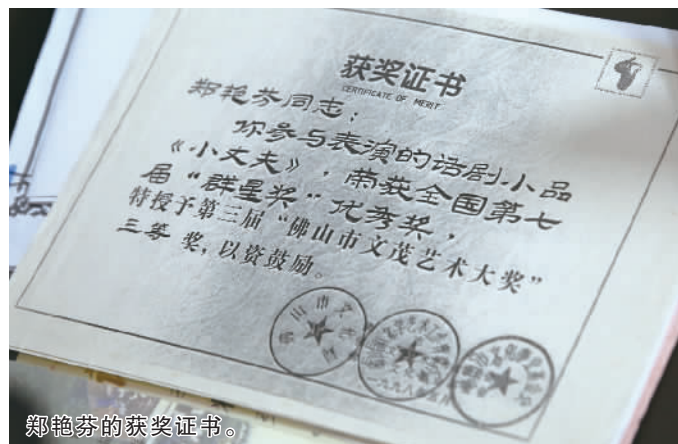 获奖证书
CERTIFICATE OF MERIT
郑艳芬同志：
你参与表演的话剧小品
《小丈夫》，荣获全国第七
届“群星奖”优秀奖，
特授予第三届“佛山市文茂艺术大奖”
三等 奖，以资鼓励。
郑艳芬的获奖证书。